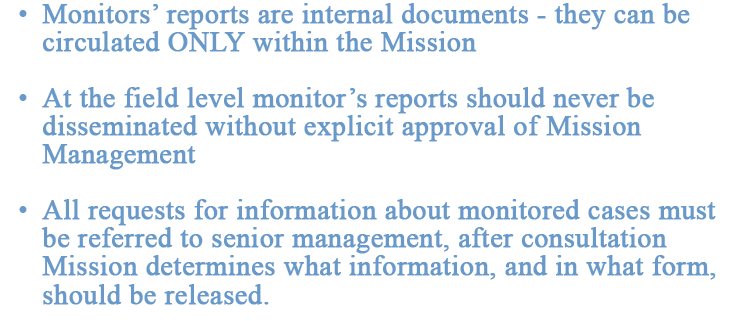 • Monitors’ reports are internal documents - they can be
circulated ONLY within the Mission
• At the field level monitor’s reports should never be
disseminated without explicit approval of Mission
Management
• All requests for information about monitored cases must
be referred to senior management, after consultation
Mission determines what information, and in what form,
should be released.